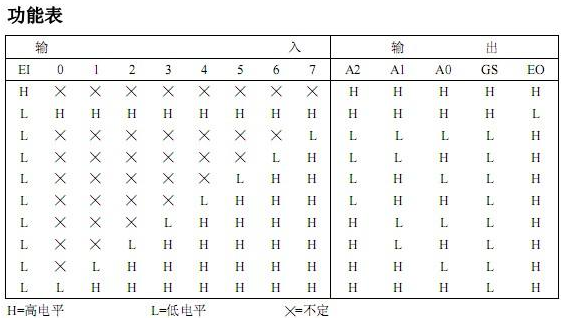 功能表
输 入 输 出
EI 0 1 2 3 4 5 6 7 A2 A1 A0 GS EO
H × × × × × × × × H H H H H
L H H H H H H H H H H H H L
L × × × × × × × L L L L L H
L × × × × × × L H L L H L H
L × × × × × L H H L H L L H
L × × × × L H H H L H H L H
L × × × L H H H H H L L L H
L × × L H H H H H H L H L H
L × L H H H H H H H H L L H
L L H H H H H H H H H H L H
H=高电平 L=低电平 ×=不定